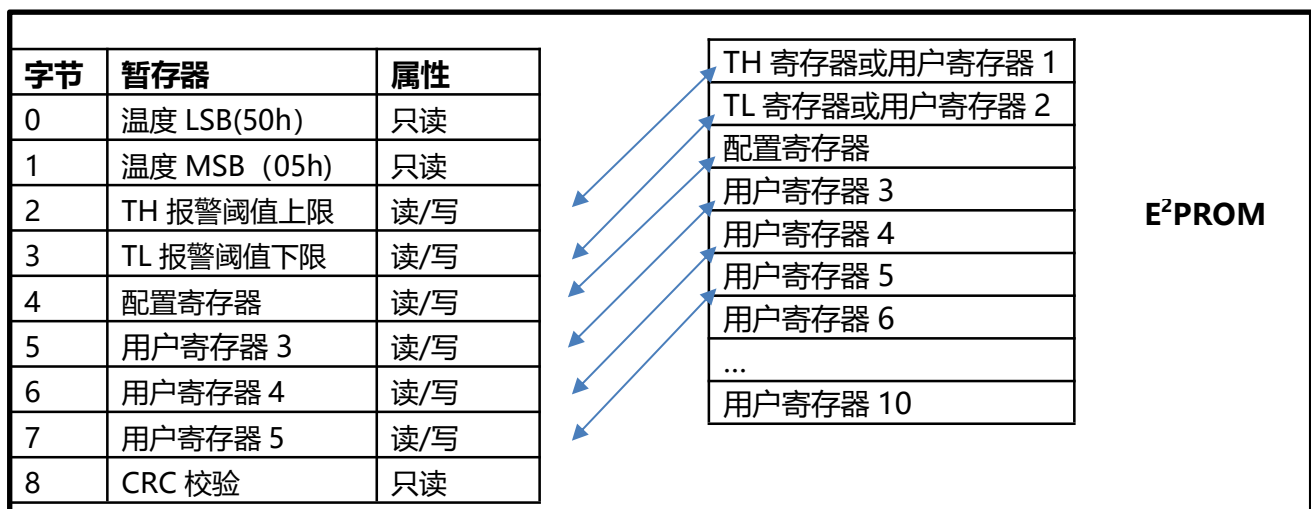 字节 暂存器 属性
0 温度 LSB(50h） 只读
1 温度 MSB（05h) 只读
2 TH 报警阈值上限 读/写
3 TL 报警阈值下限 读/写
4 配置寄存器 读/写
5 用户寄存器 3 读/写
6 用户寄存器 4 读/写
7 用户寄存器 5 读/写
8 CRC 校验 只读
TH 寄存器或用户寄存器 1
TL 寄存器或用户寄存器 2
配置寄存器
用户寄存器 3
用户寄存器 4
用户寄存器 5
用户寄存器 6
...
用户寄存器 10
E²PROM